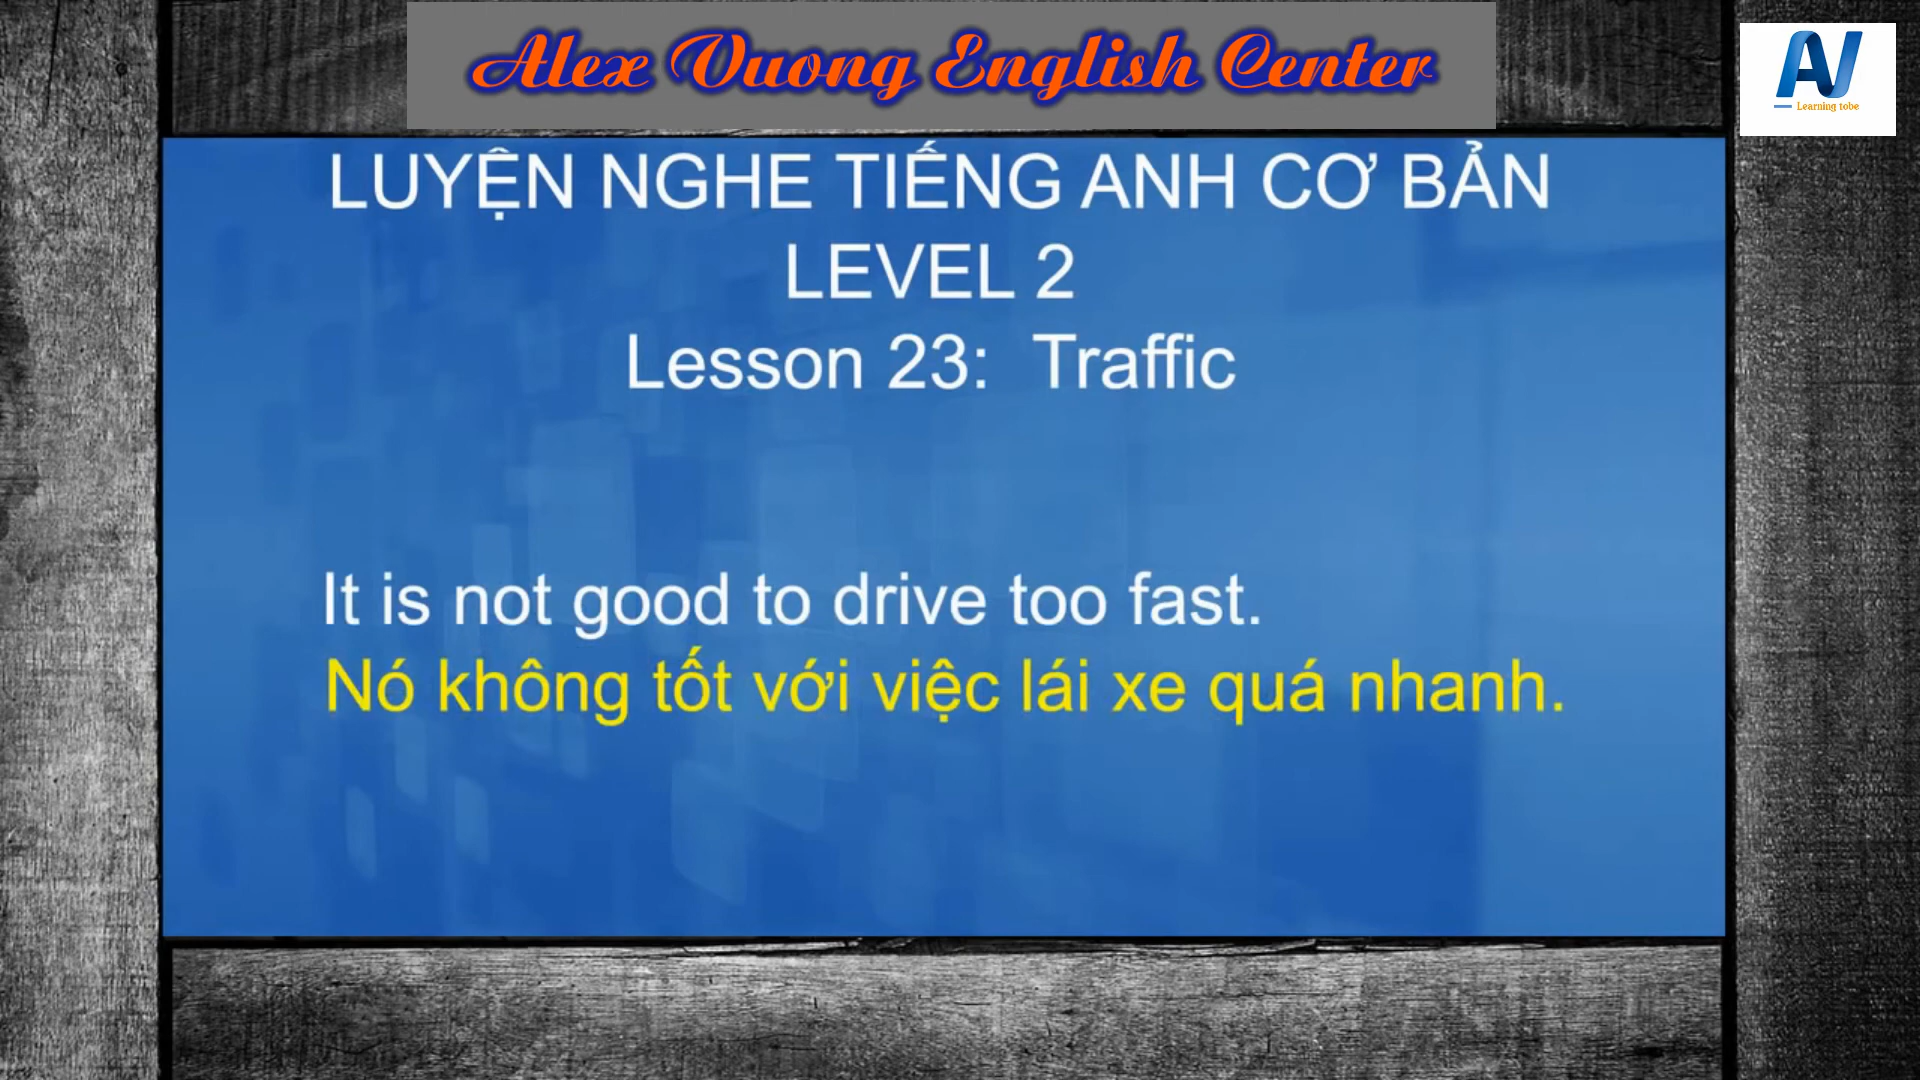 Alex Vuong English Center
AV
Learning tobe
LUYỆN NGHE TIẾNG ANH CƠ BẢN
LEVEL 2
Lesson 23: Traffic
It is not good to drive too fast.
Nó không tốt với việc lái xe quá nhanh.